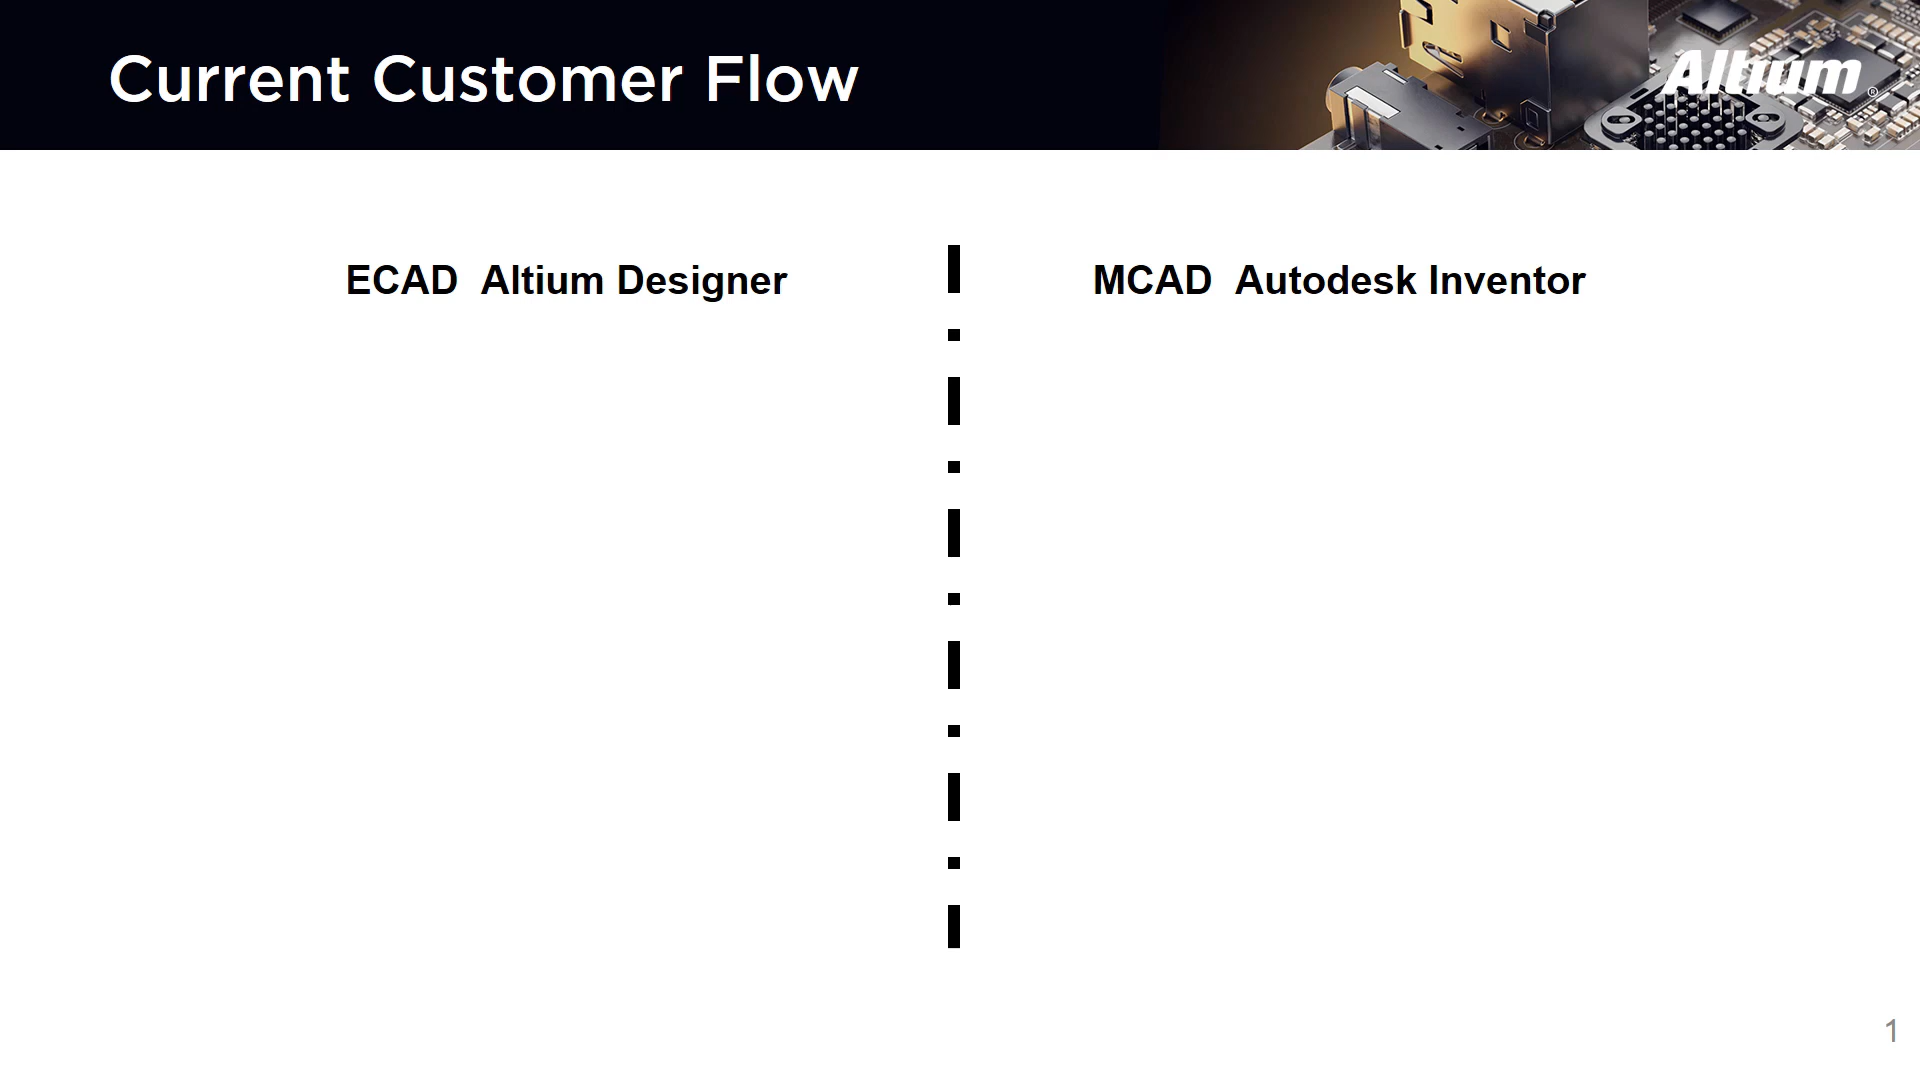 Current Customer Flow
Altium®
ECAD  Altium Designer
MCAD  Autodesk Inventor
1